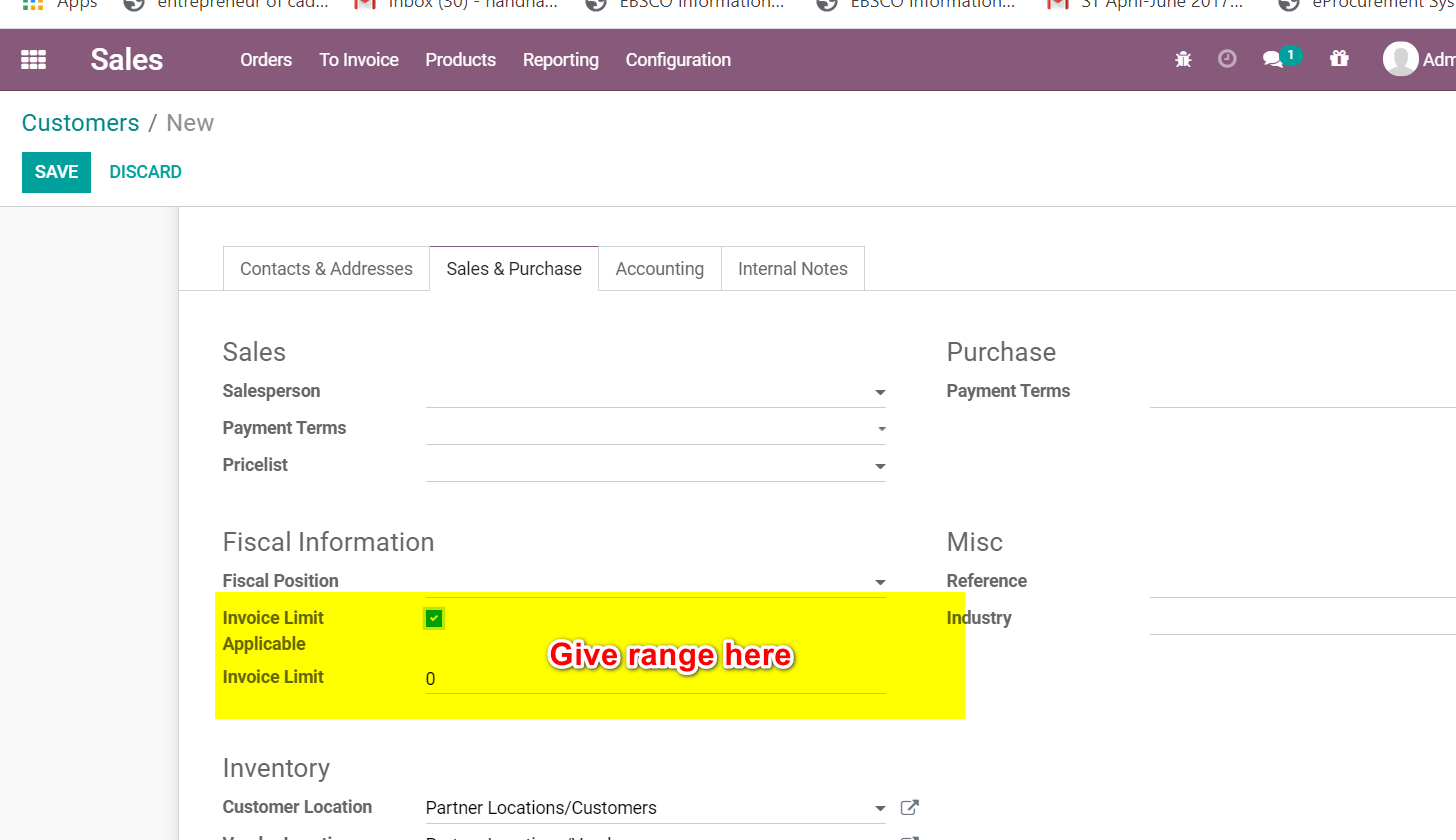 Apps entrepreneur of cad... Inbox (30) - nandha... EBSCO Information... EBSCO Information... ST April-June 2017... eProcurement Sys
Sales Orders To Invoice Products Reporting Configuration 1 Adm
Customers / New
SAVE DISCARD
Contacts & Addresses Sales & Purchase Accounting Internal Notes
Sales Purchase
Salesperson Payment Terms
Payment Terms
Pricelist
Fiscal Information Misc
Fiscal Position Reference
Invoice Limit Industry
Applicable
Give range here
Invoice Limit 0
Inventory
Customer Location Partner Locations/Customers